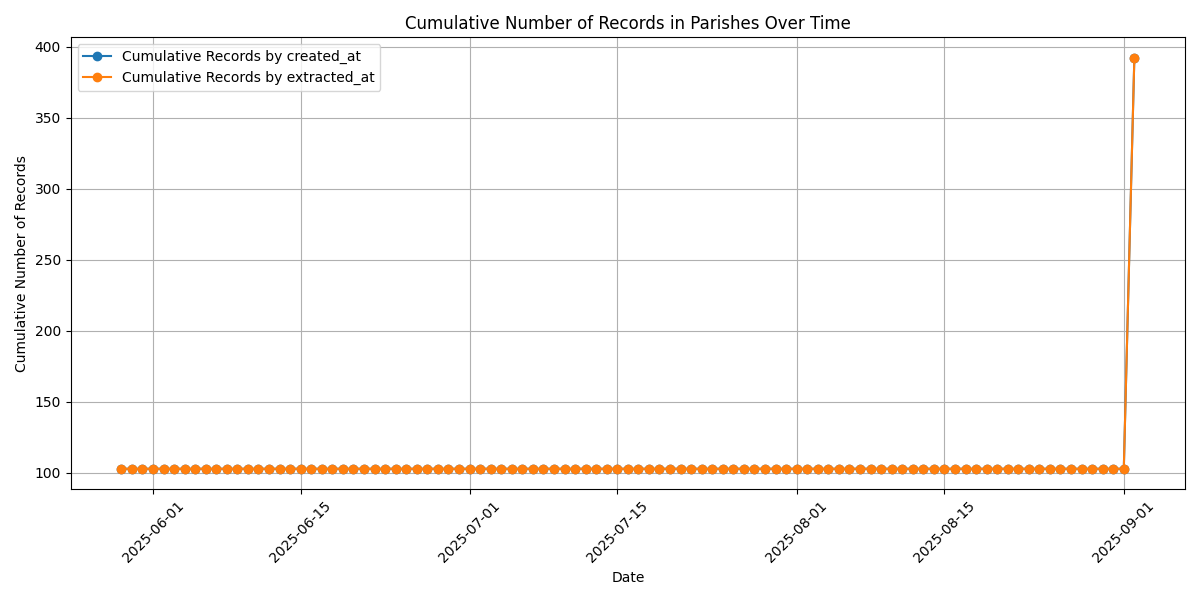 Cumulative Number of Records in Parishes Over Time
Cumulative Records by created_at
Cumulative Records by extracted_at
Cumulative Number of Records
400
350
300
250
200
150
100
2025-06-01
2025-06-15
2025-07-01
2025-07-15
2025-08-01
2025-08-15
2025-09-01
Date